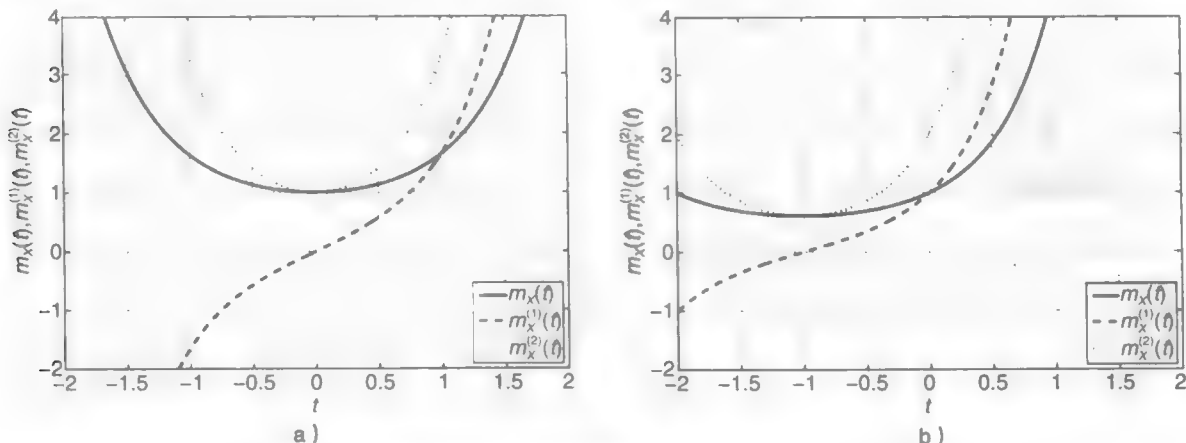 4
3
2
1
0
−1
−2
m_X(t), m_X^(1)(t), m_X^(2)(t)
m_X(t)
m_X^(1)(t)
m_X^(2)(t)
−2 −1.5 −1 −0.5 0 0.5 1 1.5 2
t
a )
4
3
2
1
0
−1
−2
m_X(t), m_X^(1)(t), m_X^(2)(t)
m_X(t)
m_X^(1)(t)
m_X^(2)(t)
−2 −1.5 −1 −0.5 0 0.5 1 1.5 2
t
b )